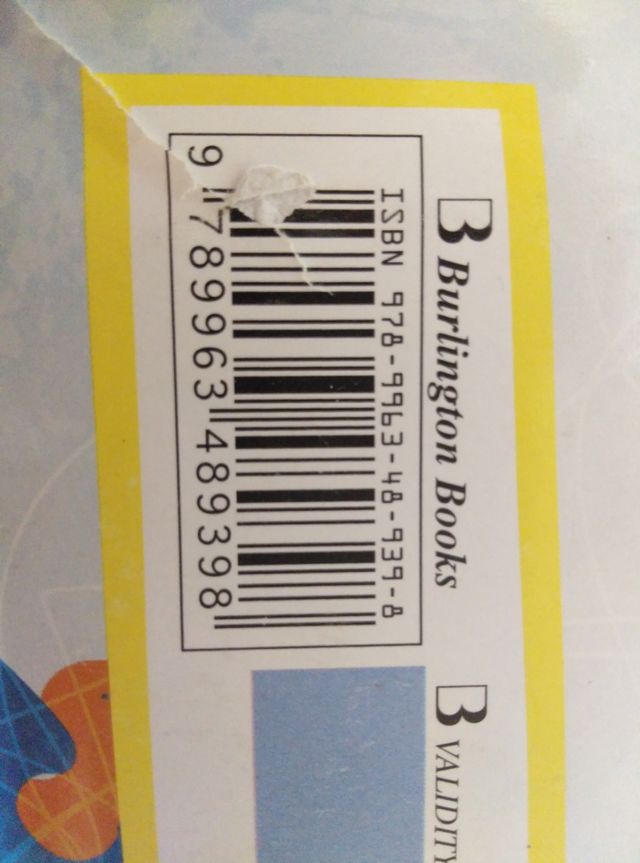 B Burlington Books
ISBN 978-9963-48-939-8
9 789963 489398
B VALIDITY